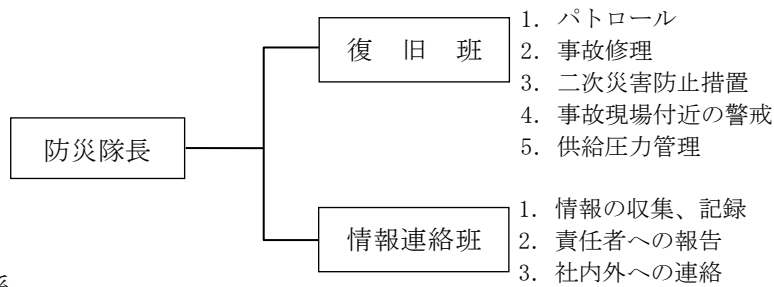 復 旧 班
1. パトロール
2. 事故修理
3. 二次災害防止措置
4. 事故現場付近の警戒
5. 供給圧力管理
防災隊長
情報連絡班
1. 情報の収集、記録
2. 責任者への報告
3. 社内外への連絡